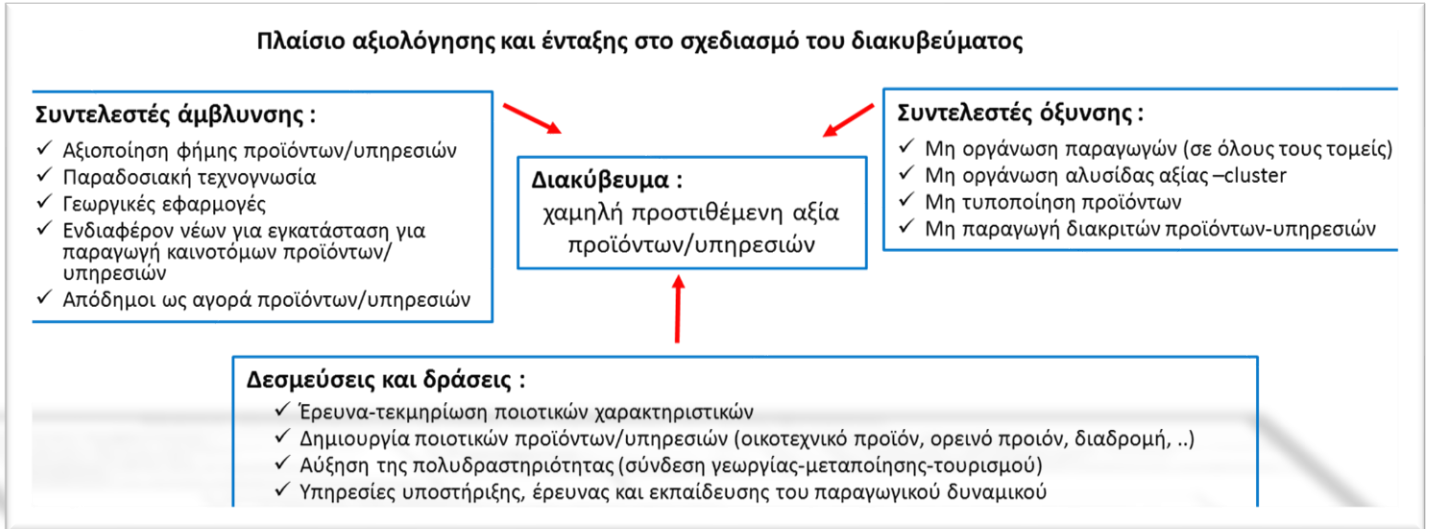 Πλαίσιο αξιολόγησης και ένταξης στο σχεδιασμό του διακυβεύματος
Συντελεστές άμβλυνσης :
✓ Αξιοποίηση φήμης προϊόντων/υπηρεσιών
✓ Παραδοσιακή τεχνογνωσία
✓ Γεωργικές εφαρμογές
✓ Ενδιαφέρον νέων για εγκατάσταση για
παραγωγή καινοτόμων προϊόντων/
υπηρεσιών
✓ Απόδημοι ως αγορά προϊόντων/υπηρεσιών
Διακύβευμα :
χαμηλή προστιθέμενη αξία
προϊόντων/υπηρεσιών
Συντελεστές όξυνσης :
✓ Μη οργάνωση παραγωγών (σε όλους τους τομείς)
✓ Μη οργάνωση αλυσίδας αξίας –cluster
✓ Μη τυποποίηση προϊόντων
✓ Μη παραγωγή διακριτών προϊόντων-υπηρεσιών
Δεσμεύσεις και δράσεις :
✓ Έρευνα-τεκμηρίωση ποιοτικών χαρακτηριστικών
✓ Δημιουργία ποιοτικών προϊόντων/υπηρεσιών (οικοτεχνικό προϊόν, ορεινό προιόν, διαδρομή, ..)
✓ Αύξηση της πολυδραστηριότητας (σύνδεση γεωργίας-μεταποίησης-τουρισμού)
✓ Υπηρεσίες υποστήριξης, έρευνας και εκπαίδευσης του παραγωγικού δυναμικού